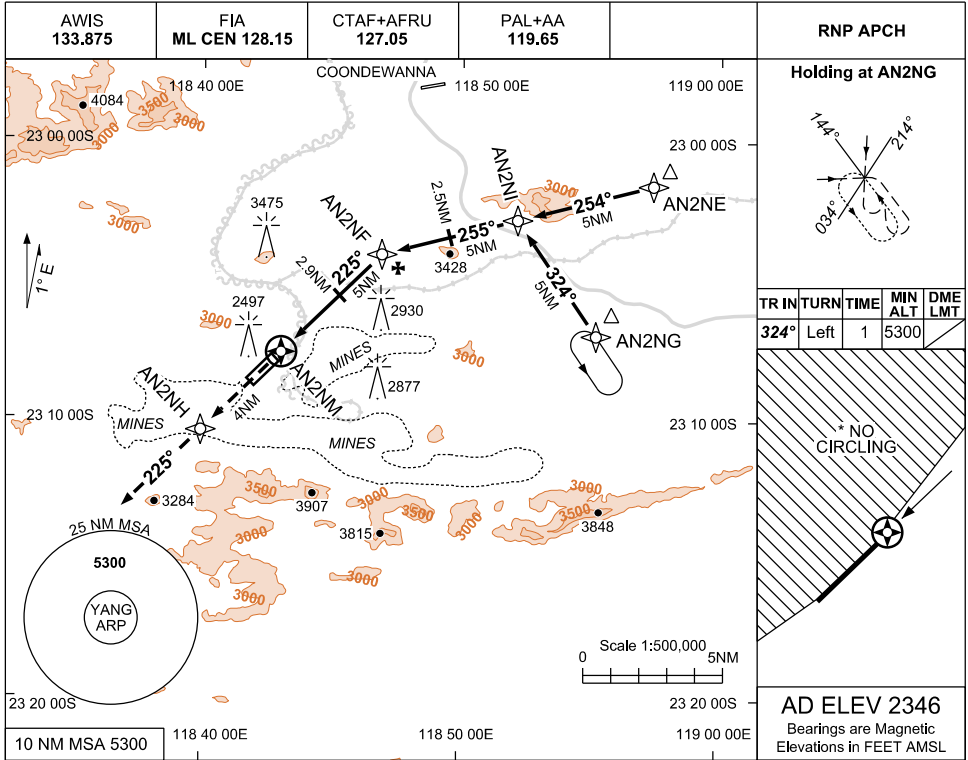 AWIS
133.875
FIA
ML CEN 128.15
CTAF+AFRU
127.05
PAL+AA
119.65
RNP APCH
118 40 00E
COONDEWANNA
118 50 00E
119 00 00E
4084
3500
3000
3000
23 00 00S
23 00 00S
3000
3475
AN2NF
2.5NM
AN2NI
3000
254°
5NM
AN2NE
255°
5NM
3428
225°
2.9NM
5NM
324°
5NM
1° E
2497
3000
2930
AN2NG
MINES
3000
2877
AN2NM
AN2NH
4NM
23 10 00S
23 10 00S
MINES
MINES
225°
3284
3500
3907
3000
3500
3000
3000
3500
3848
3815
3000
3000
3000
25 NM MSA
5300
YANG
ARP
Scale 1:500,000
0
5NM
23 20 00S
23 20 00S
10 NM MSA 5300
118 40 00E
118 50 00E
119 00 00E
Holding at AN2NG
144°
214°
034°
TR IN
TURN
TIME
MIN
ALT
DME
LMT
324°
Left
1
5300
* NO
CIRCLING
AD ELEV 2346
Bearings are Magnetic
Elevations in FEET AMSL